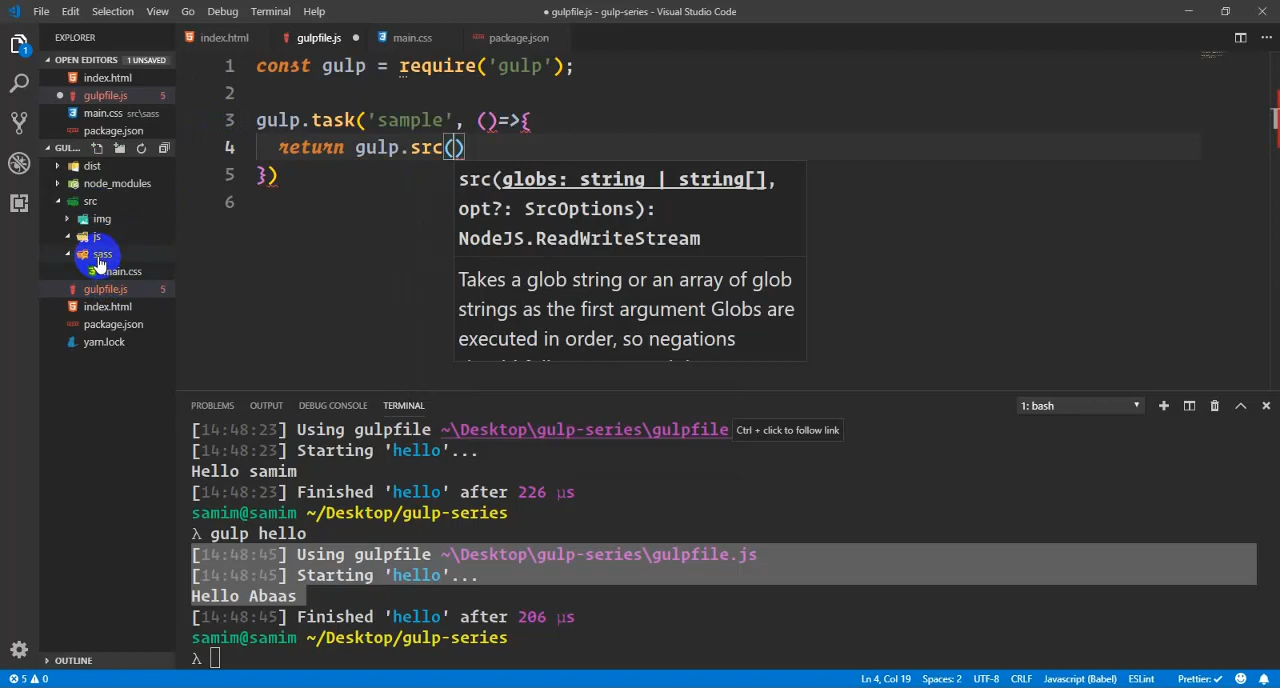 File Edit Selection View Go Debug Terminal Help
● gulpfile.js - gulp-series - Visual Studio Code
EXPLORER
index.html gulpfile.js ● main.css package.json
OPEN EDITORS 1 UNSAVED
index.html
gulpfile.js 5
main.css src\sass
package.json
GUL...
dist
node_modules
src
img
js
sass
main.css
gulpfile.js 5
index.html
package.json
yarn.lock
OUTLINE
1 const gulp = require('gulp');
2
3 gulp.task('sample', ()=>{
4 return gulp.src()
5 })
6
src(globs: string | string[],
opt?: SrcOptions):
NodeJS.ReadWriteStream
Takes a glob string or an array of glob
strings as the first argument Globs are
executed in order, so negations
PROBLEMS OUTPUT DEBUG CONSOLE TERMINAL
1: bash
[14:48:23] Using gulpfile ~\Desktop\gulp-series\gulpfile
Ctrl + click to follow link
[14:48:23] Starting 'hello'...
Hello samim
[14:48:23] Finished 'hello' after 226 μs
samim@samim ~/Desktop/gulp-series
λ gulp hello
[14:48:45] Using gulpfile ~\Desktop\gulp-series\gulpfile.js
[14:48:45] Starting 'hello'...
Hello Abaas
[14:48:45] Finished 'hello' after 206 μs
samim@samim ~/Desktop/gulp-series
λ
5 0 Ln 4, Col 19 Spaces: 2 UTF-8 CRLF Javascript (Babel) ESLint Prettier: ✓